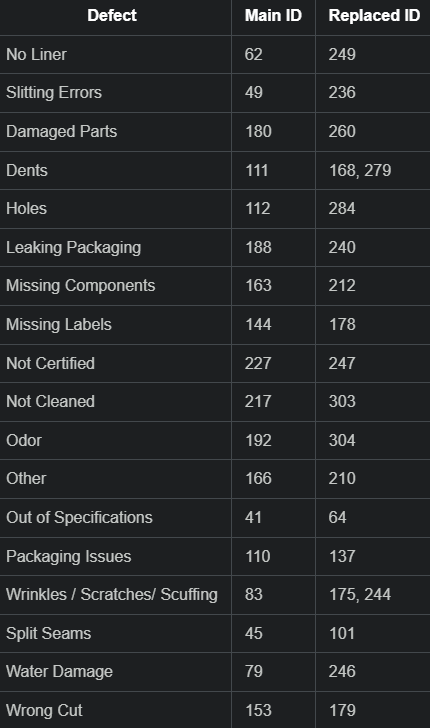 Defect Main ID Replaced ID
No Liner 62 249
Slitting Errors 49 236
Damaged Parts 180 260
Dents 111 168, 279
Holes 112 284
Leaking Packaging 188 240
Missing Components 163 212
Missing Labels 144 178
Not Certified 227 247
Not Cleaned 217 303
Odor 192 304
Other 166 210
Out of Specifications 41 64
Packaging Issues 110 137
Wrinkles / Scratches/ Scuffing 83 175, 244
Split Seams 45 101
Water Damage 79 246
Wrong Cut 153 179